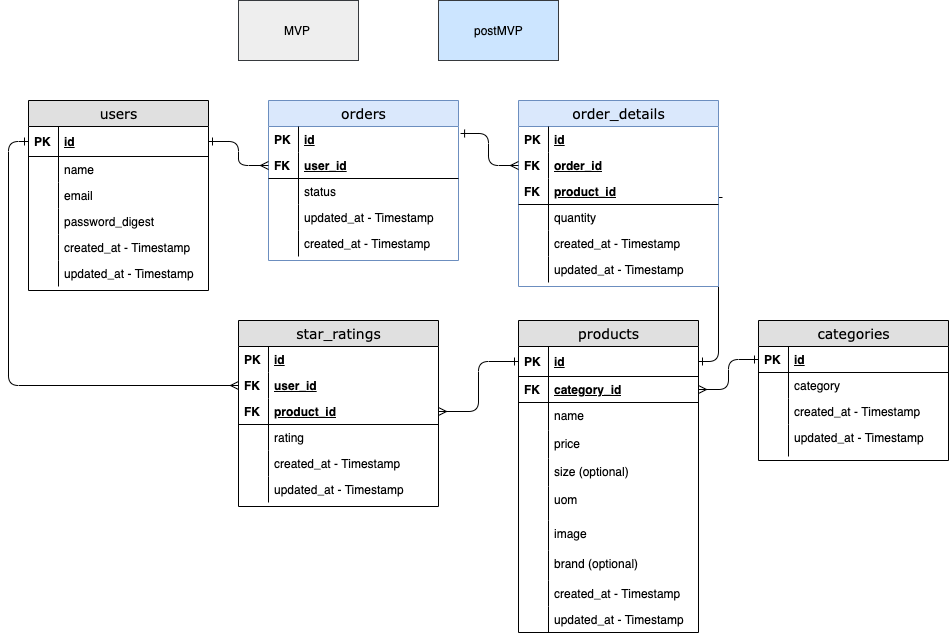 MVP
postMVP
users
PK id
name
email
password_digest
created_at - Timestamp
updated_at - Timestamp
orders
PK id
FK user_id
status
updated_at - Timestamp
created_at - Timestamp
order_details
PK id
FK order_id
FK product_id
quantity
created_at - Timestamp
updated_at - Timestamp
star_ratings
PK id
FK user_id
FK product_id
rating
created_at - Timestamp
updated_at - Timestamp
products
PK id
FK category_id
name
price
size (optional)
uom
image
brand (optional)
created_at - Timestamp
updated_at - Timestamp
categories
PK id
category
created_at - Timestamp
updated_at - Timestamp